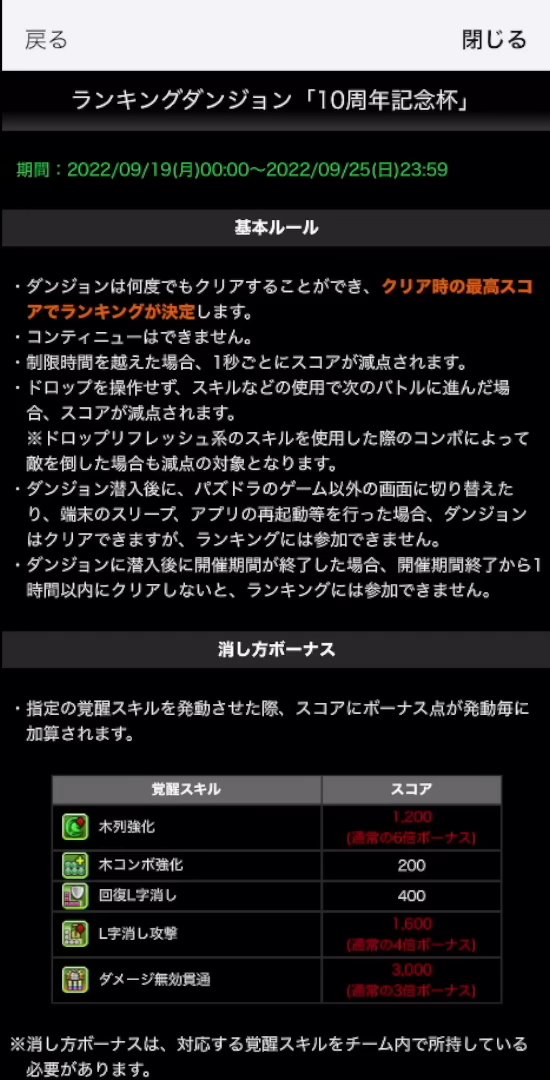 戻る
閉じる
ランキングダンジョン「10周年記念杯」
期間：2022/09/19(月)00:00〜2022/09/25(日)23:59
基本ルール
・ダンジョンは何度でもクリアすることができ、クリア時の最高スコ
アでランキングが決定します。
・コンティニューはできません。
・制限時間を越えた場合、1秒ごとにスコアが減点されます。
・ドロップを操作せず、スキルなどの使用で次のバトルに進んだ場
合、スコアが減点されます。
※ドロップリフレッシュ系のスキルを使用した際のコンボによって
敵を倒した場合も減点の対象となります。
・ダンジョン潜入後に、パズドラのゲーム以外の画面に切り替えた
り、端末のスリープ、アプリの再起動等を行った場合、ダンジョン
はクリアできますが、ランキングには参加できません。
・ダンジョンに潜入後に開催期間が終了した場合、開催期間終了から1
時間以内にクリアしないと、ランキングには参加できません。
消し方ボーナス
・指定の覚醒スキルを発動させた際、スコアにボーナス点が発動毎に
加算されます。
覚醒スキル スコア
木列強化 1,200
(通常の6倍ボーナス)
木コンボ強化 200
回復L字消し 400
L字消し攻撃 1,600
(通常の4倍ボーナス)
ダメージ無効貫通 3,000
(通常の3倍ボーナス)
※消し方ボーナスは、対応する覚醒スキルをチーム内で所持している
必要があります。